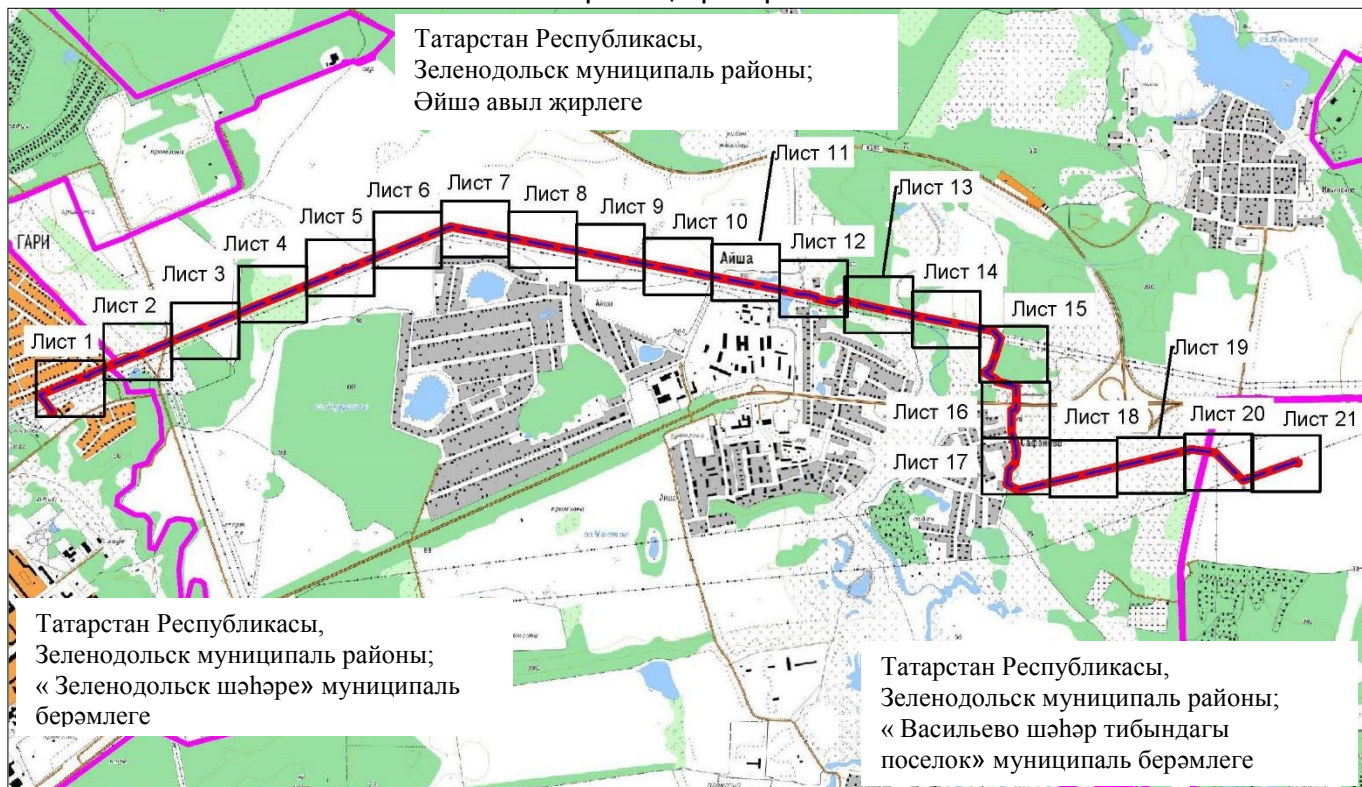 Татарстан Республикасы,
Зеленодольск муниципаль районы;
Әйшә авыл җирлеге
Лист 11
Лист 7
Лист 6
Лист 8
Лист 13
Лист 9
Лист 5
Лист 10
ГАРИ
Лист 4
Лист 12
Айша
Лист 3
Лист 14
Айша
Лист 2
Лист 15
Лист 1
Лист 19
Лист 16
Лист 20
Лист 21
Лист 18
Сафоново
Лист 17
Айша
Татарстан Республикасы,
Зеленодольск муниципаль районы;
« Зеленодольск шәһәре» муниципаль
берәмлеге
Татарстан Республикасы,
Зеленодольск муниципаль районы;
« Васильево шәһәр тибындагы
поселок» муниципаль берәмлеге